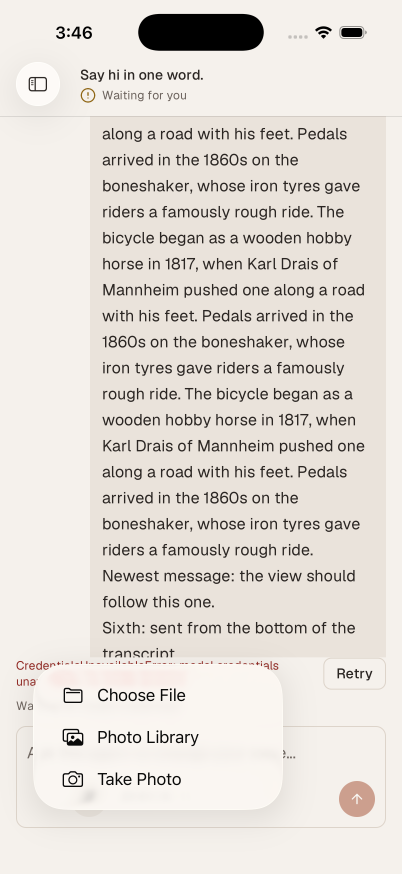 3:46
Say hi in one word.
Waiting for you
along a road with his feet. Pedals
arrived in the 1860s on the
boneshaker, whose iron tyres gave
riders a famously rough ride. The
bicycle began as a wooden hobby
horse in 1817, when Karl Drais of
Mannheim pushed one along a road
with his feet. Pedals arrived in the
1860s on the boneshaker, whose
iron tyres gave riders a famously
rough ride. The bicycle began as a
wooden hobby horse in 1817, when
Karl Drais of Mannheim pushed one
along a road with his feet. Pedals
arrived in the 1860s on the
boneshaker, whose iron tyres gave
riders a famously rough ride.
Newest message: the view should
follow this one.
Sixth: sent from the bottom of the
transcript
CredentialsUnavailableError: model credentials
Retry
Choose File
Photo Library
Take Photo